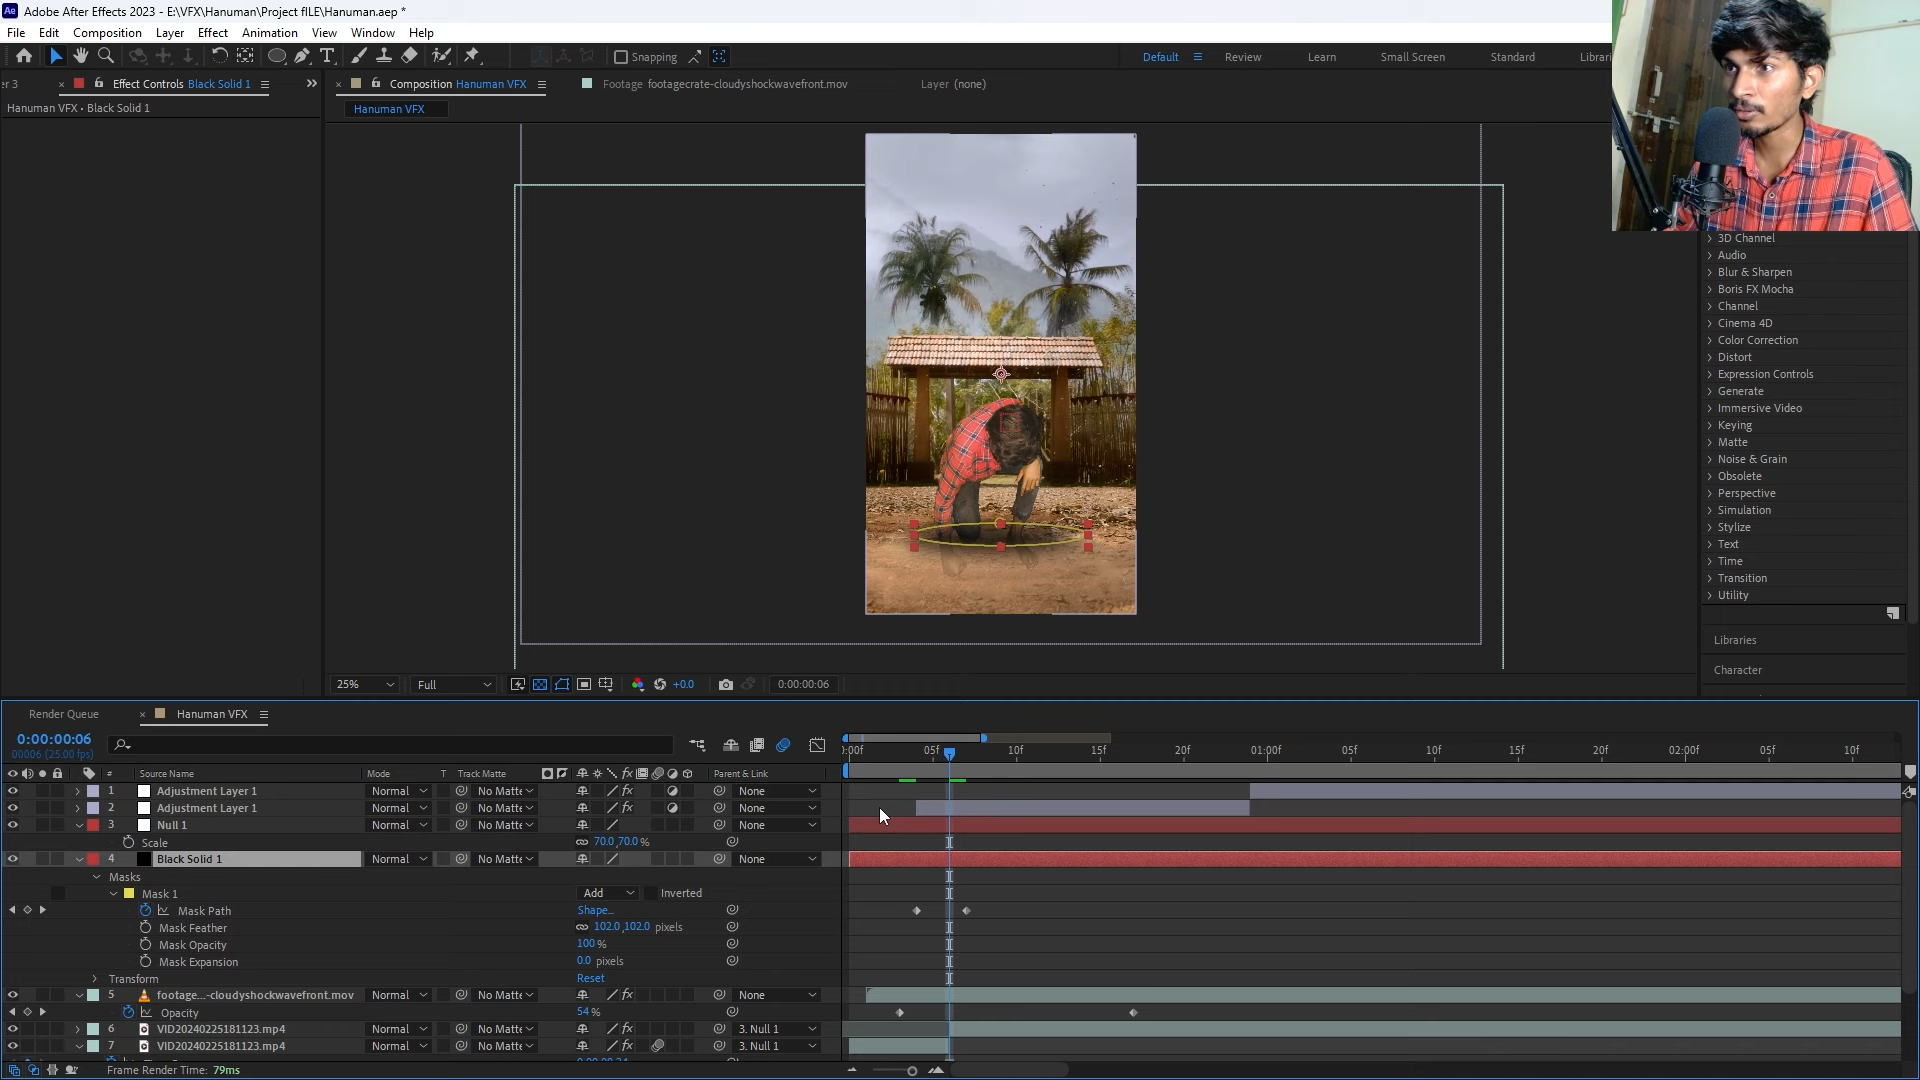 Adobe After Effects 2023 - E:\VFX\Hanuman\Project fILE\Hanuman.aep *
File Edit Composition Layer Effect Animation View Window Help
Snapping
Default Review Learn Small Screen Standard Librari
er 3 Effect Controls Black Solid 1
Composition Hanuman VFX
Footage footagecrate-cloudyshockwavefront.mov
Layer (none)
Hanuman VFX • Black Solid 1
Hanuman VFX
3D Channel
Audio
Blur & Sharpen
Boris FX Mocha
Channel
Cinema 4D
Color Correction
Distort
Expression Controls
Generate
Immersive Video
Keying
Matte
Noise & Grain
Obsolete
Perspective
Simulation
Stylize
Text
Time
Transition
Utility
Libraries
Character
25% Full +0.0 0:00:00:06
Render Queue Hanuman VFX
0:00:00:06
00006 (25.00 fps)
:00f 05f 10f 15f 20f 01:00f 05f 10f 15f 20f 02:00f 05f 10f
# Source Name Mode T Track Matte Parent & Link
1 Adjustment Layer 1 Normal No Matte None
2 Adjustment Layer 1 Normal No Matte None
3 Null 1 Normal No Matte None
Scale 70.0,70.0%
4 Black Solid 1 Normal No Matte None
Masks
Mask 1 Add Inverted
Mask Path Shape...
Mask Feather 102.0,102.0 pixels
Mask Opacity 100%
Mask Expansion 0.0 pixels
Transform Reset
5 footage...-cloudyshockwavefront.mov Normal No Matte None
Opacity 54%
6 VID20240225181123.mp4 Normal No Matte 3. Null 1
7 VID20240225181123.mp4 Normal No Matte 3. Null 1
Frame Render Time: 79ms